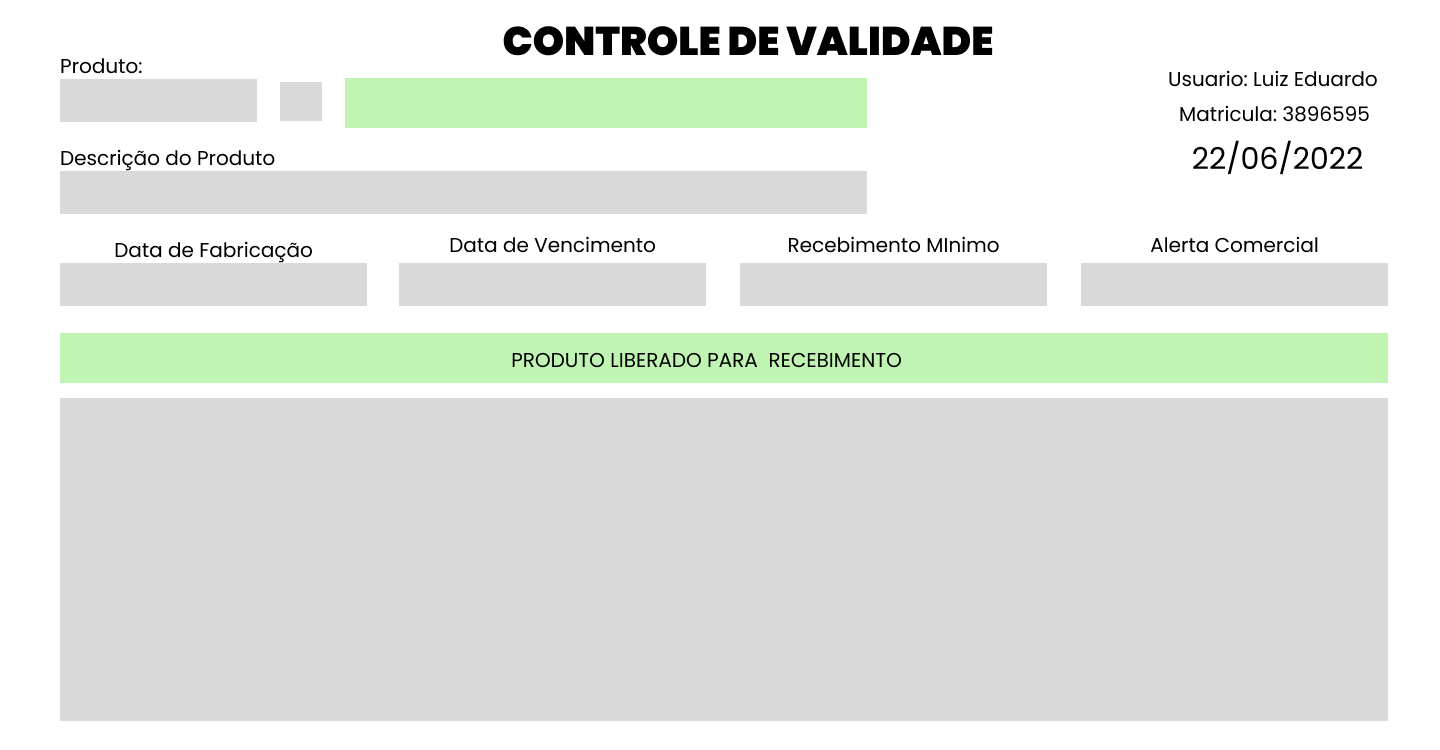 CONTROLE DE VALIDADE
Produto:
Usuario: Luiz Eduardo
Matricula: 3896595
22/06/2022
Descrição do Produto
Data de Fabricação
Data de Vencimento
Recebimento MInimo
Alerta Comercial
PRODUTO LIBERADO PARA  RECEBIMENTO